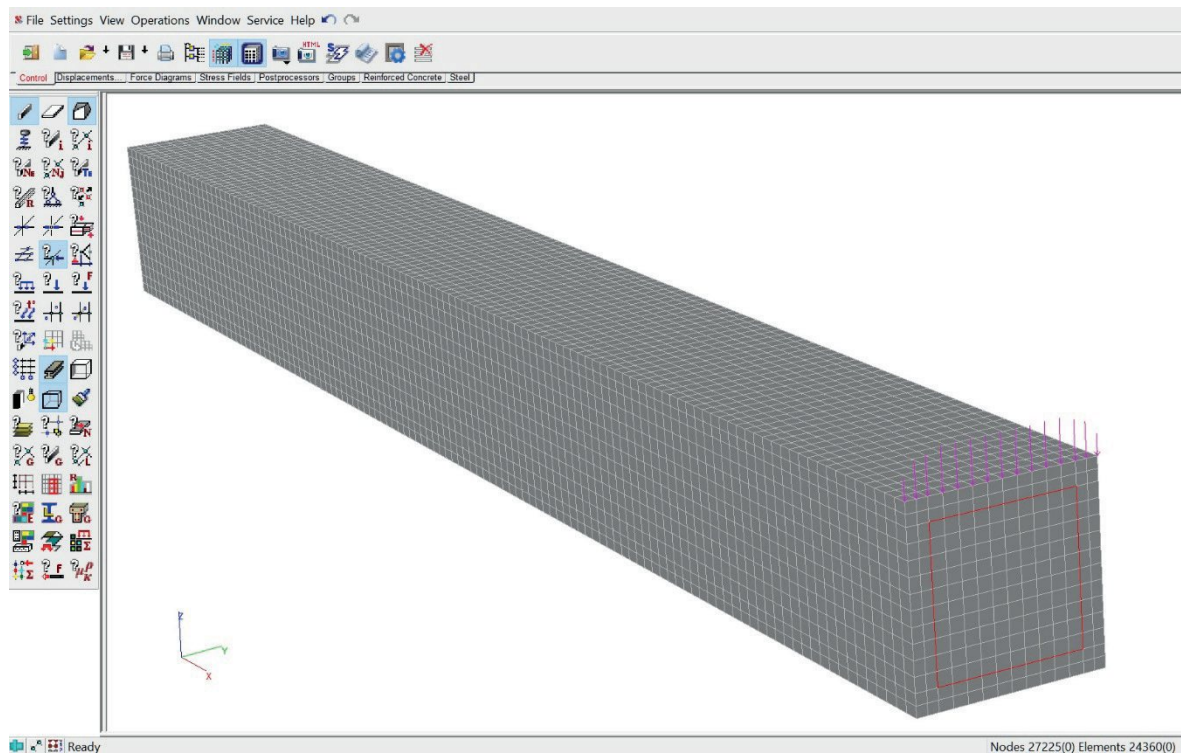 File Settings View Operations Window Service Help
HTML
Control Displacements... Force Diagrams Stress Fields Postprocessors Groups Reinforced Concrete Steel
Z
Y
X
Ready Nodes 27225(0) Elements 24360(0)